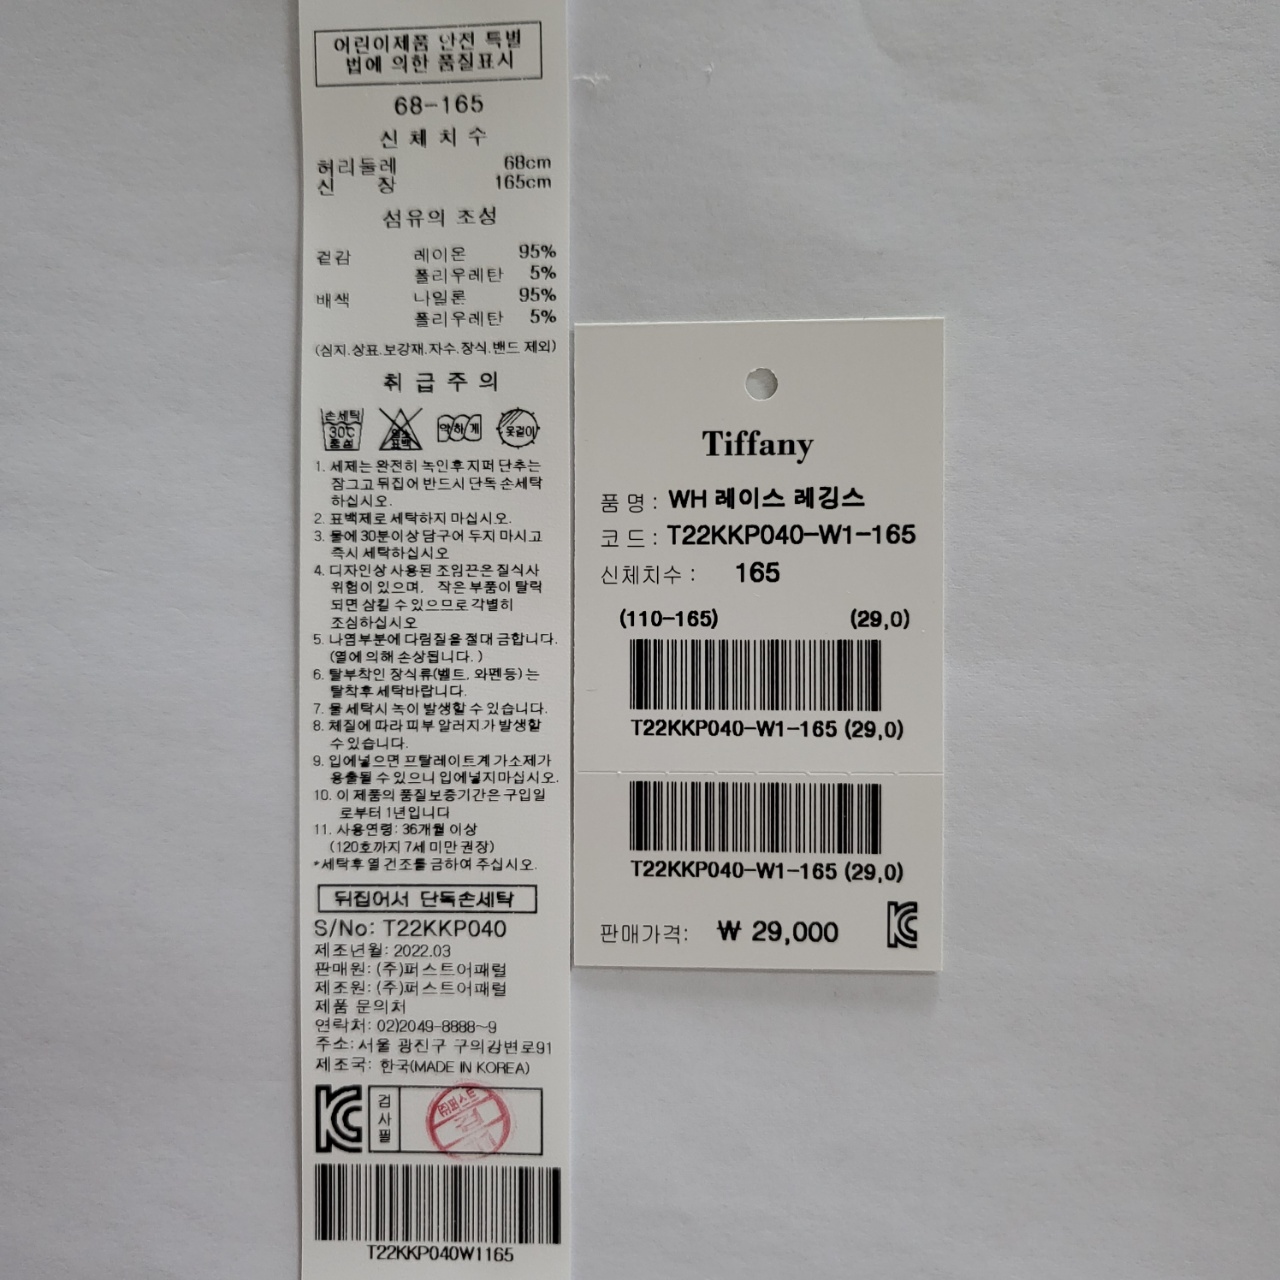 어린이제품 안전 특별
법에 의한 품질표시
68-165
신 체 치 수
허리둘레 68cm
신 장 165cm
섬유의 조성
겉감 레이온 95%
폴리우레탄 5%
배색 나일론 95%
폴리우레탄 5%
(심지.상표.보강재.자수.장식.밴드 제외)
취 급 주 의
손세탁
30℃
중성
염소
표백
약하게
옷걸이
1. 세제는 완전히 녹인후 지퍼 단추는
잠그고 뒤집어 반드시 단독 손세탁
하십시오.
2. 표백제로 세탁하지 마십시오.
3. 물에 30분이상 담구어 두지 마시고
즉시 세탁하십시오
4. 디자인상 사용된 조임끈은 질식사
위험이 있으며, 작은 부품이 탈락
되면 삼킬 수 있으므로 각별히
조심하십시오
5. 나염부분에 다림질을 절대 금합니다.
(열에 의해 손상됩니다. )
6. 탈부착인 장식류(벨트, 와펜등) 는
탈착후 세탁바랍니다.
7. 물 세탁시 녹이 발생할 수 있습니다.
8. 체질에 따라 피부 알러지가 발생할
수 있습니다.
9. 입에넣으면 프탈레이트계 가소제가
용출될 수 있으니 입에넣지마십시오.
10. 이 제품의 품질보증기간은 구입일
로부터 1년입니다
11. 사용연령: 36개월 이상
(120호까지 7세 미만 권장)
*세탁후 열 건조를 금하여 주십시오.
뒤집어서 단독손세탁
S/No: T22KKP040
제조년월: 2022.03
판매원: (주)퍼스트어패럴
제조원: (주)퍼스트어패럴
제품 문의처
연락처: 02)2049-8888~9
주소: 서울 광진구 구의강변로91
제조국: 한국(MADE IN KOREA)
KC
검사필
㈜퍼스트
검
T22KKP040W1165
Tiffany
품 명 : WH 레이스 레깅스
코 드 : T22KKP040-W1-165
신체치수 : 165
(110-165) (29,0)
T22KKP040-W1-165 (29,0)
T22KKP040-W1-165 (29,0)
판매가격: ₩ 29,000
KC